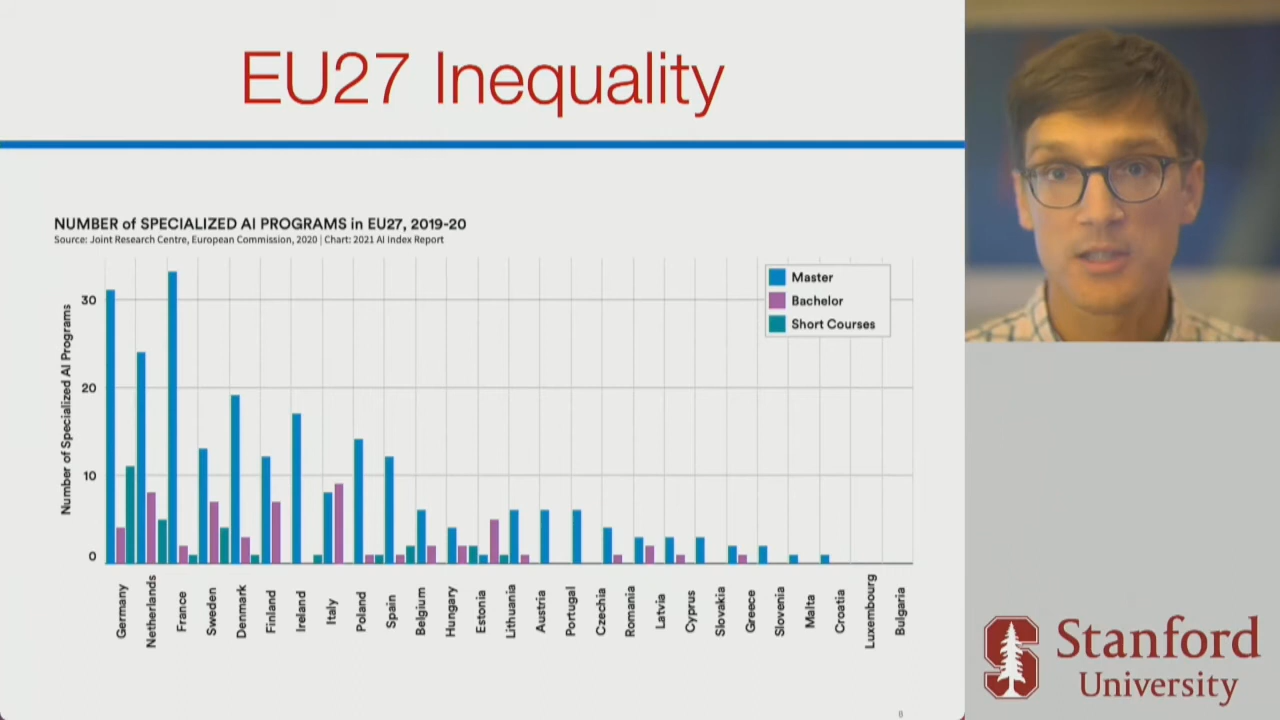 EU27 Inequality
NUMBER of SPECIALIZED AI PROGRAMS in EU27, 2019-20
Source: Joint Research Centre, European Commission, 2020 | Chart: 2021 AI Index Report
Number of Specialized AI Programs
30
20
10
0
Master
Bachelor
Short Courses
Germany
Netherlands
France
Sweden
Denmark
Finland
Ireland
Italy
Poland
Spain
Belgium
Hungary
Estonia
Lithuania
Austria
Portugal
Czechia
Romania
Latvia
Cyprus
Slovakia
Greece
Slovenia
Malta
Croatia
Luxembourg
Bulgaria
S
Stanford
University